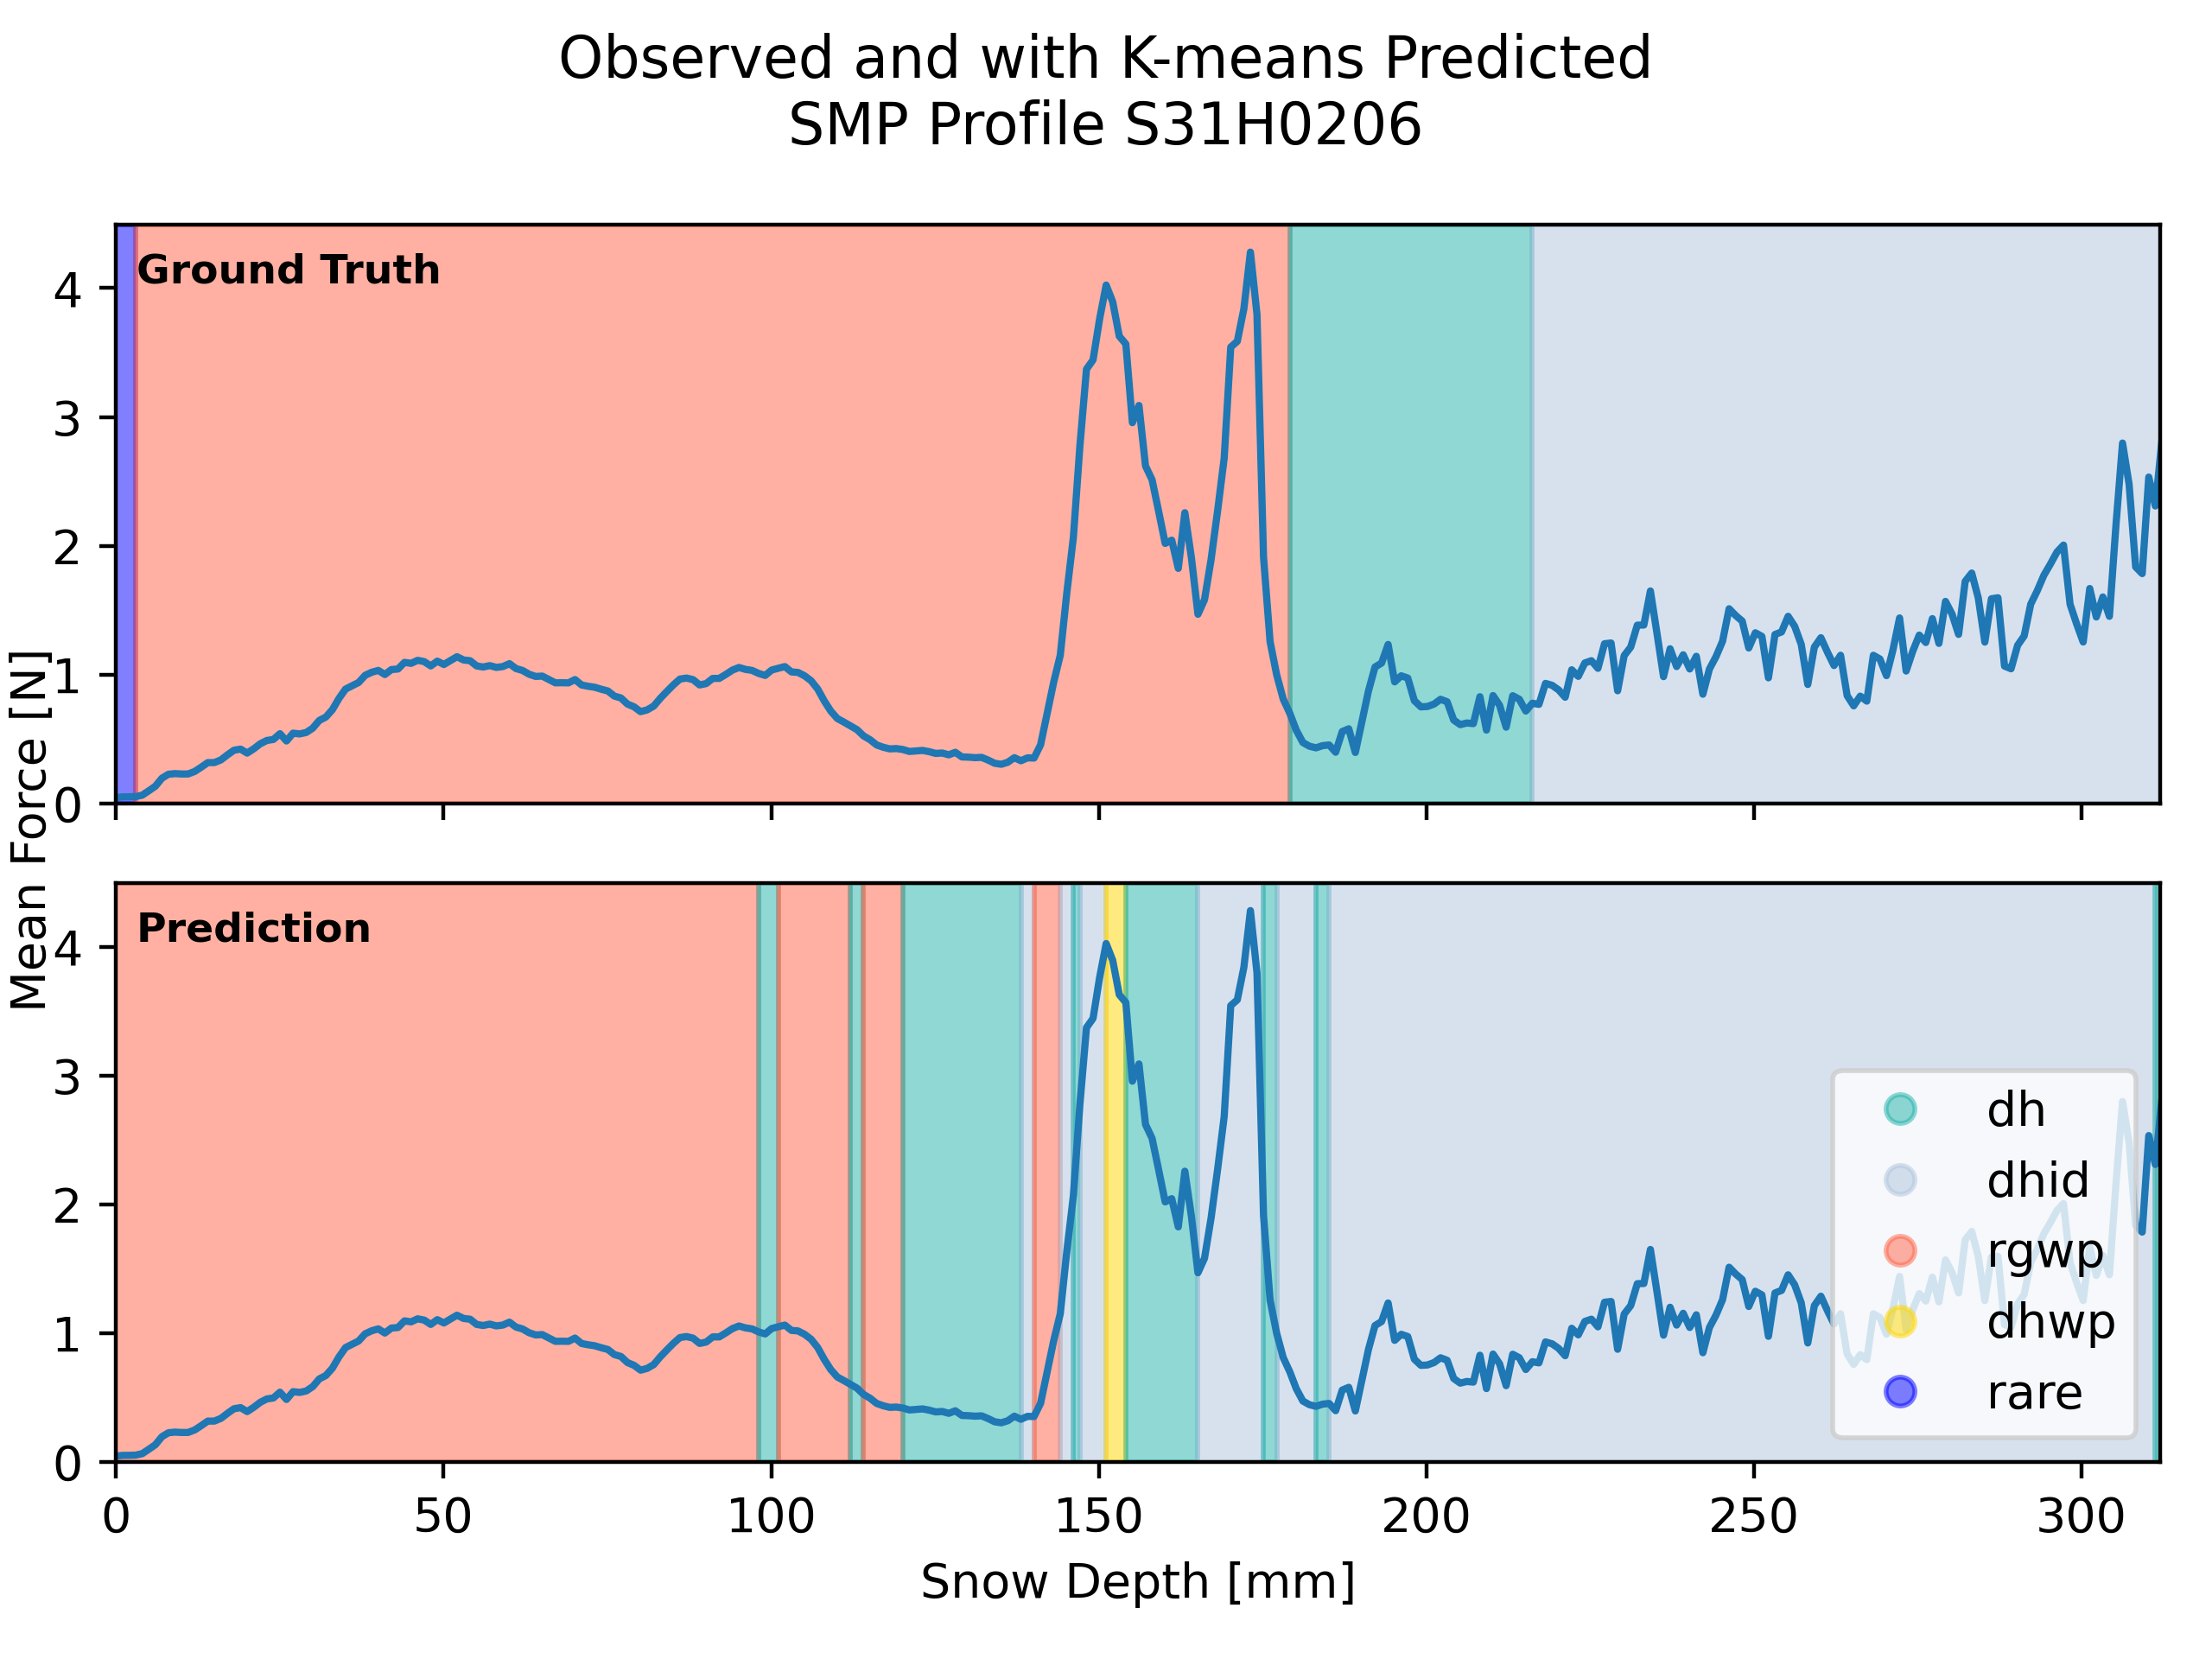 Observed and with K-means Predicted
SMP Profile S31H0206
Mean Force [N]
Ground Truth
4
3
2
1
0
Prediction
4
3
2
1
0
dh
dhid
rgwp
dhwp
rare
0 50 100 150 200 250 300
Snow Depth [mm]